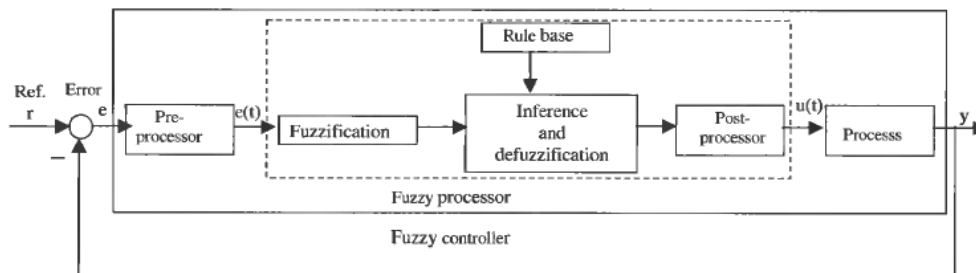 Rule base
Ref.
r
Error
e
Pre-
processor
e(t)
Fuzzification
Inference
and
defuzzification
Post-
processor
u(t)
Processs
y
–
Fuzzy processor
Fuzzy controller